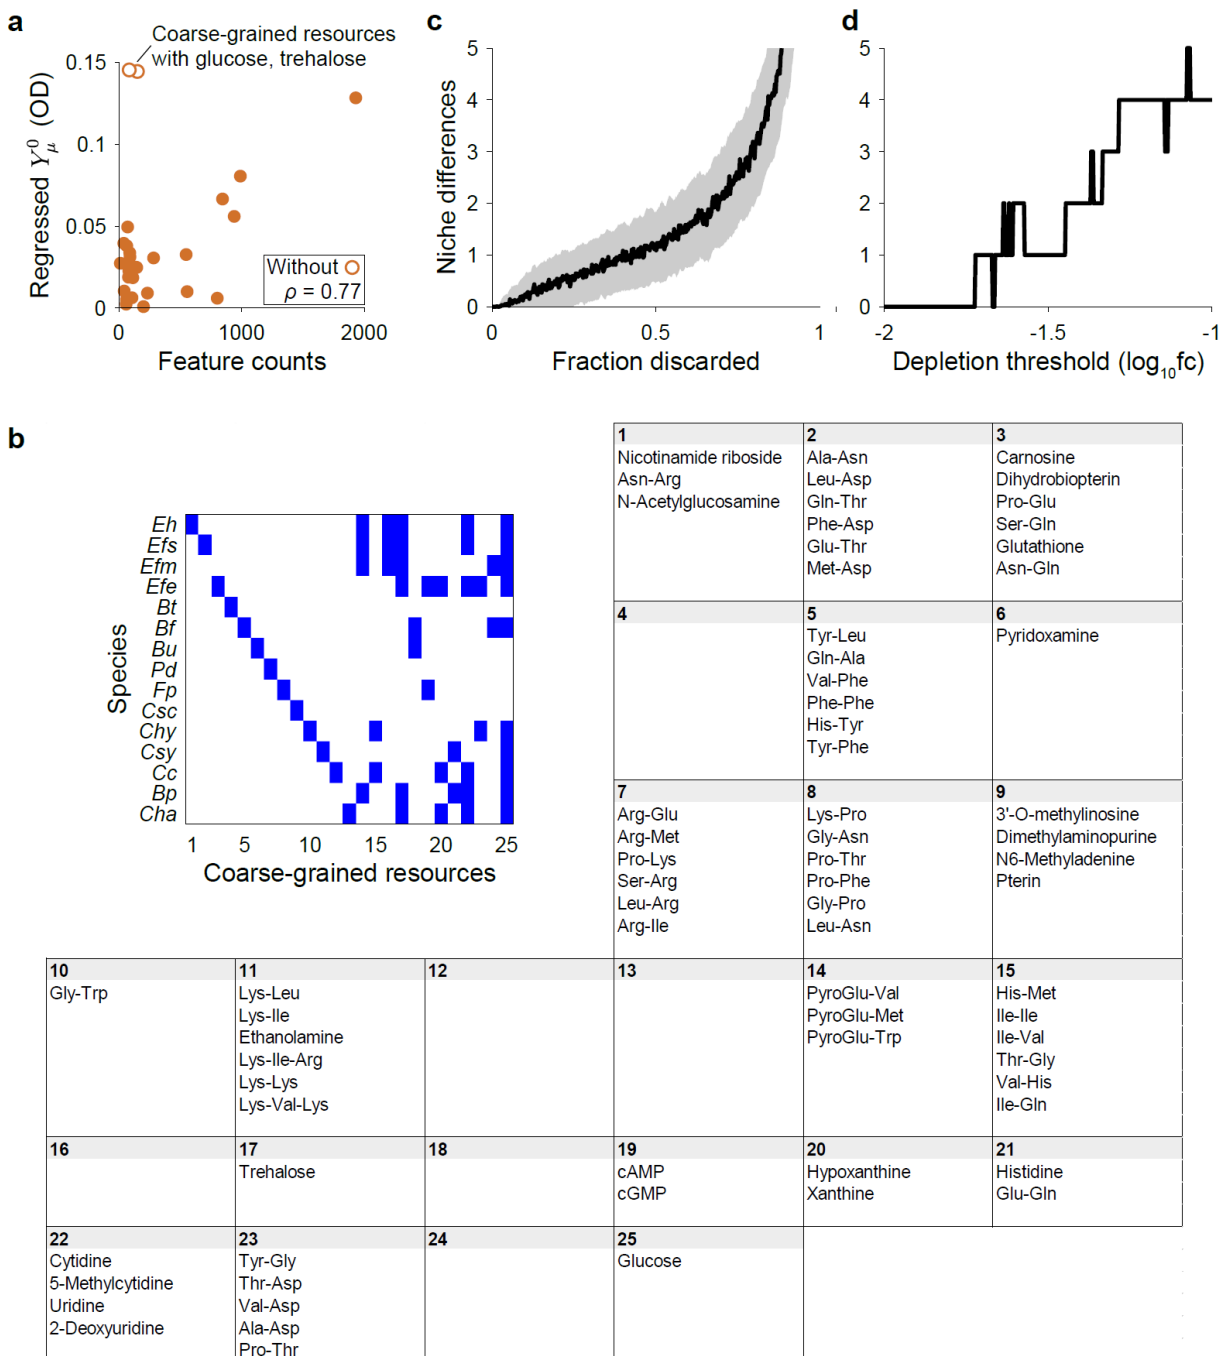 a
Coarse-grained resources
with glucose, trehalose
0.15
0.1
0.05
0
Regressed Yμ0 (OD)
Without
ρ = 0.77
0 1000 2000
Feature counts
c
5
4
3
2
1
0
Niche differences
0 0.5 1
Fraction discarded
d
5
4
3
2
1
0
-2 -1.5 -1
Depletion threshold (log10fc)
b
Species
Eh
Efs
Efm
Efe
Bt
Bf
Bu
Pd
Fp
Csc
Chy
Csy
Cc
Bp
Cha
1 5 10 15 20 25
Coarse-grained resources
1
Nicotinamide riboside
Asn-Arg
N-Acetylglucosamine
2
Ala-Asn
Leu-Asp
Gln-Thr
Phe-Asp
Glu-Thr
Met-Asp
3
Carnosine
Dihydrobiopterin
Pro-Glu
Ser-Gln
Glutathione
Asn-Gln
4
5
Tyr-Leu
Gln-Ala
Val-Phe
Phe-Phe
His-Tyr
Tyr-Phe
6
Pyridoxamine
7
Arg-Glu
Arg-Met
Pro-Lys
Ser-Arg
Leu-Arg
Arg-Ile
8
Lys-Pro
Gly-Asn
Pro-Thr
Pro-Phe
Gly-Pro
Leu-Asn
9
3'-O-methylinosine
Dimethylaminopurine
N6-Methyladenine
Pterin
10
Gly-Trp
11
Lys-Leu
Lys-Ile
Ethanolamine
Lys-Ile-Arg
Lys-Lys
Lys-Val-Lys
12
13
14
PyroGlu-Val
PyroGlu-Met
PyroGlu-Trp
15
His-Met
Ile-Ile
Ile-Val
Thr-Gly
Val-His
Ile-Gln
16
17
Trehalose
18
19
cAMP
cGMP
20
Hypoxanthine
Xanthine
21
Histidine
Glu-Gln
22
Cytidine
5-Methylcytidine
Uridine
2-Deoxyuridine
23
Tyr-Gly
Thr-Asp
Val-Asp
Ala-Asp
Pro-Thr
24
25
Glucose